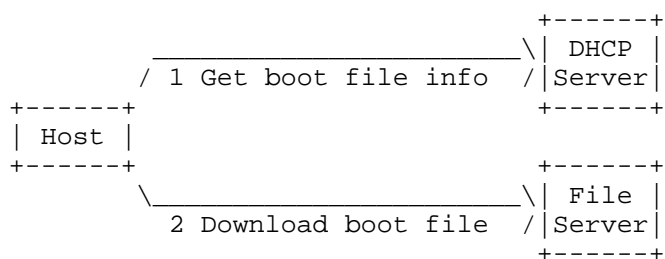 DHCP
1 Get boot file info Server
Host
File
2 Download boot file Server